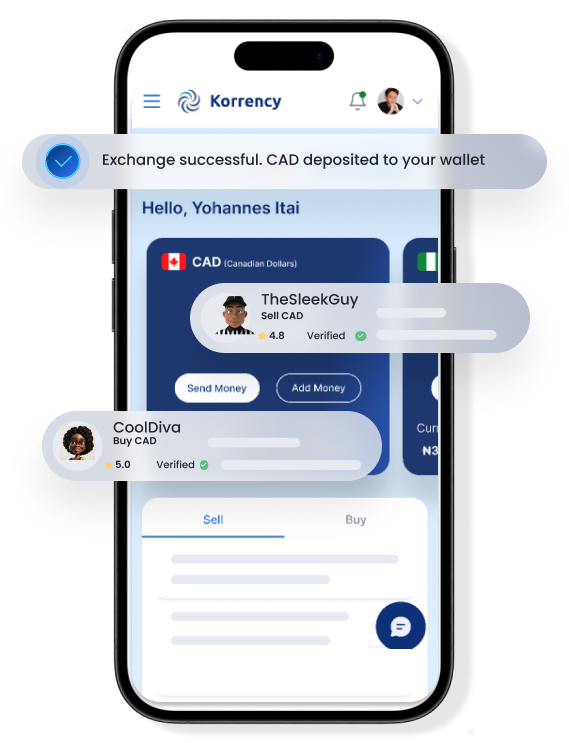 Korrency
Exchange successful. CAD deposited to your wallet
Hello, Yohannes Itai
CAD (Canadian Dollars)
TheSleekGuy
Sell CAD
4.8 Verified
Send Money Add Money
CoolDiva
Buy CAD
5.0 Verified
₦3
Sell Buy